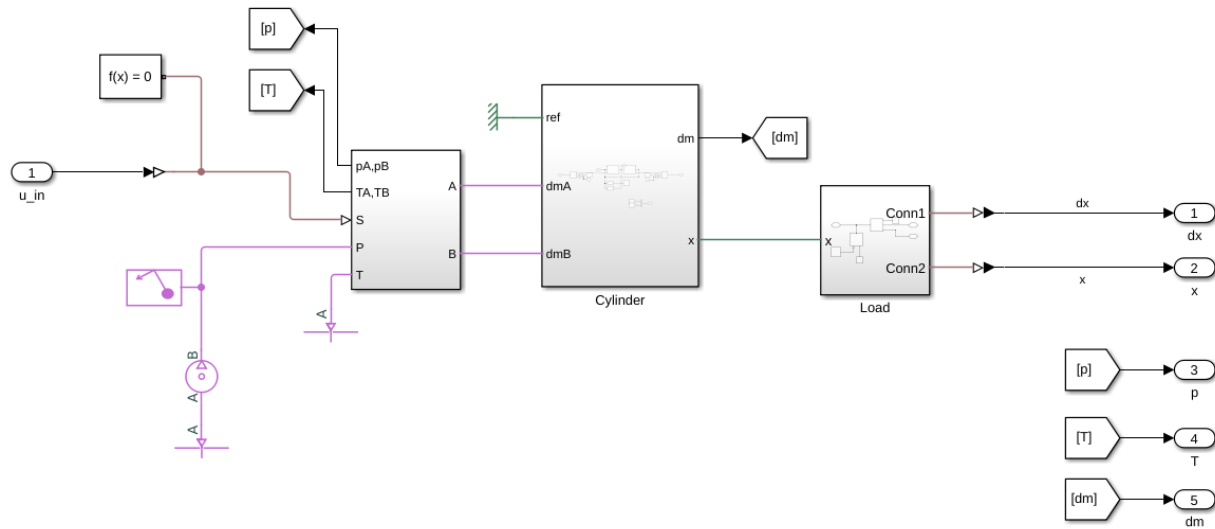 [p]
f(x) = 0
[T]
1
u_in
pA,pB
TA,TB
S
P
T
A
B
A
B
A
A
ref
dmA
dmB
dm
x
Cylinder
[dm]
x
Conn1
Conn2
Load
dx
1
dx
x
2
x
[p]
3
p
[T]
4
T
[dm]
5
dm